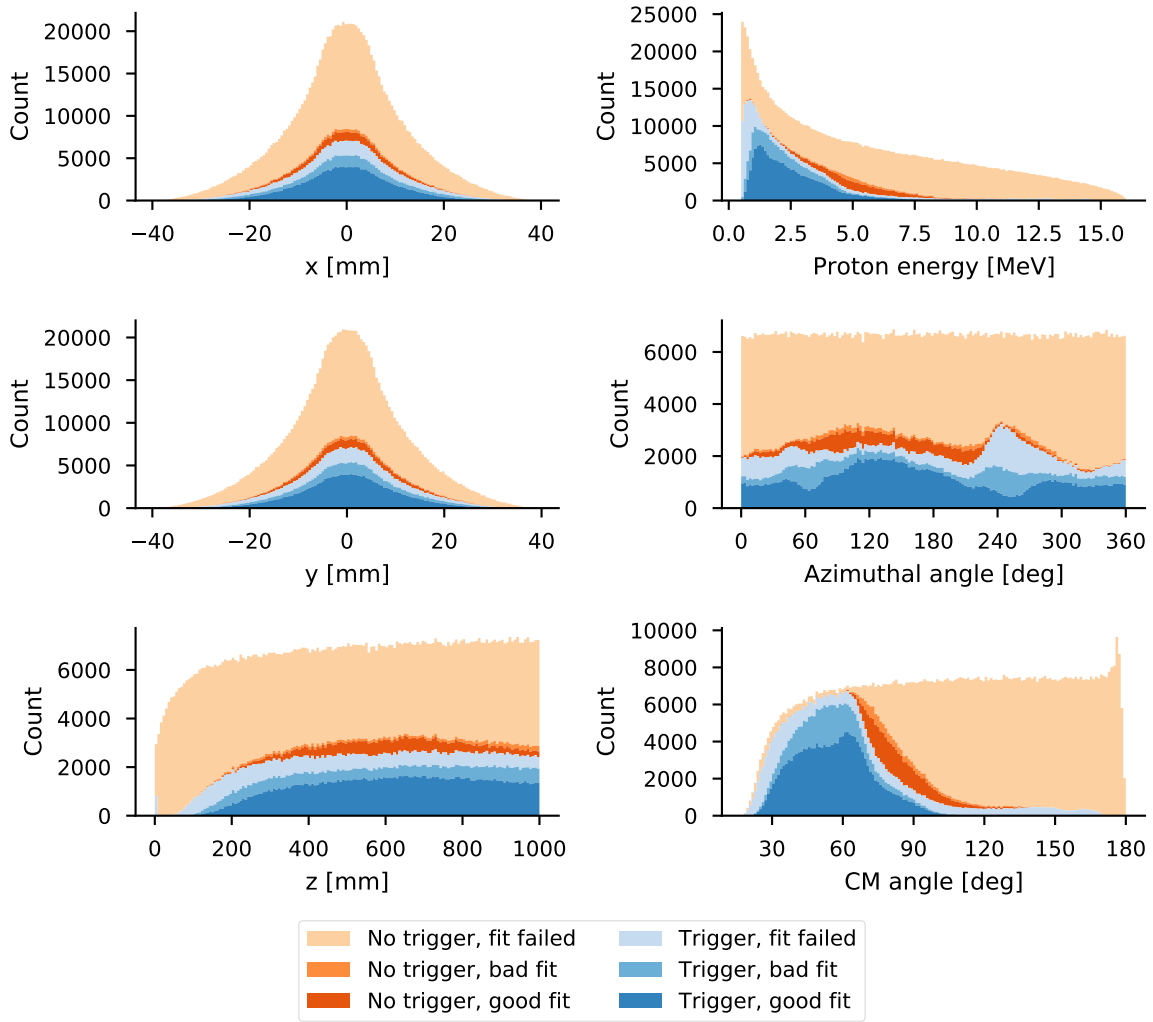 20000
15000
10000
5000
0
Count
−40 −20 0 20 40
x [mm]
25000
20000
15000
10000
5000
0
Count
0.0 2.5 5.0 7.5 10.0 12.5 15.0
Proton energy [MeV]
20000
15000
10000
5000
0
Count
−40 −20 0 20 40
y [mm]
6000
4000
2000
0
Count
0 60 120 180 240 300 360
Azimuthal angle [deg]
6000
4000
2000
0
Count
0 200 400 600 800 1000
z [mm]
10000
8000
6000
4000
2000
0
Count
30 60 90 120 150 180
CM angle [deg]
No trigger, fit failed
No trigger, bad fit
No trigger, good fit
Trigger, fit failed
Trigger, bad fit
Trigger, good fit